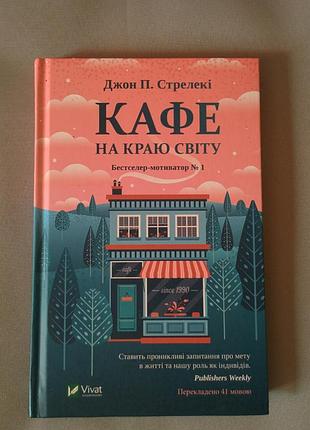 Джон П. Стрелекі
КАФЕ
НА КРАЮ СВІТУ
Бестселер-мотиватор № 1
cafe
since 1990
Ставить проникливі запитання про мету
в житті та нашу роль як індивідів.
Publishers Weekly
Перекладено 41 мовою
Vivat